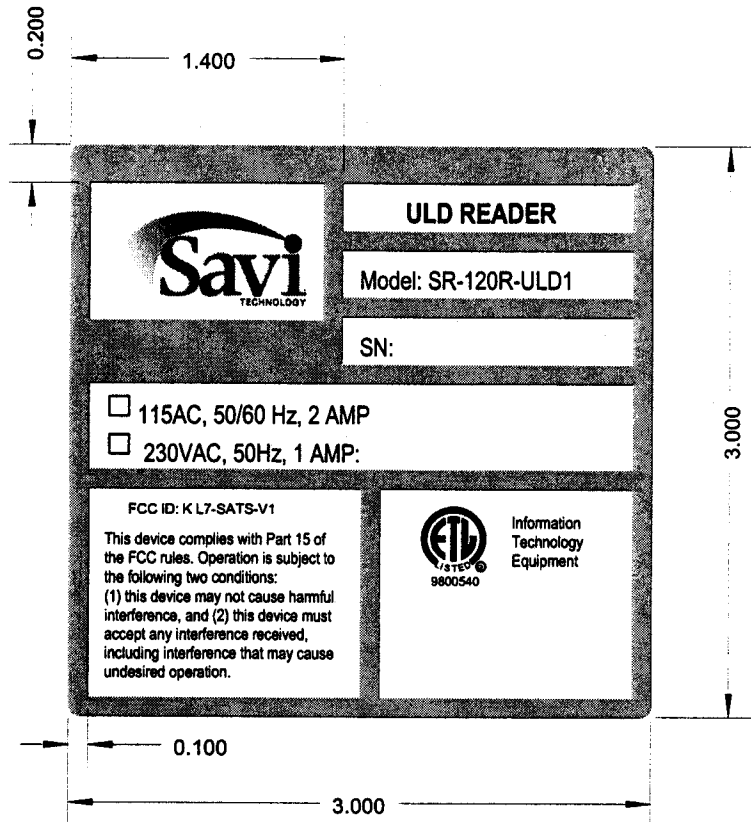 0.200
1.400
ULD READER
Savi
TECHNOLOGY
Model: SR-120R-ULD1
SN:
3.000
115AC, 50/60 Hz, 2 AMP
230VAC, 50Hz, 1 AMP:
FCC ID: K L7-SATS-V1
This device complies with Part 15 of
the FCC rules. Operation is subject to
the following two conditions:
(1) this device may not cause harmful
interference, and (2) this device must
accept any interference received,
including interference that may cause
undesired operation.
ETL
LISTED
9800540
Information
Technology
Equipment
0.100
3.000